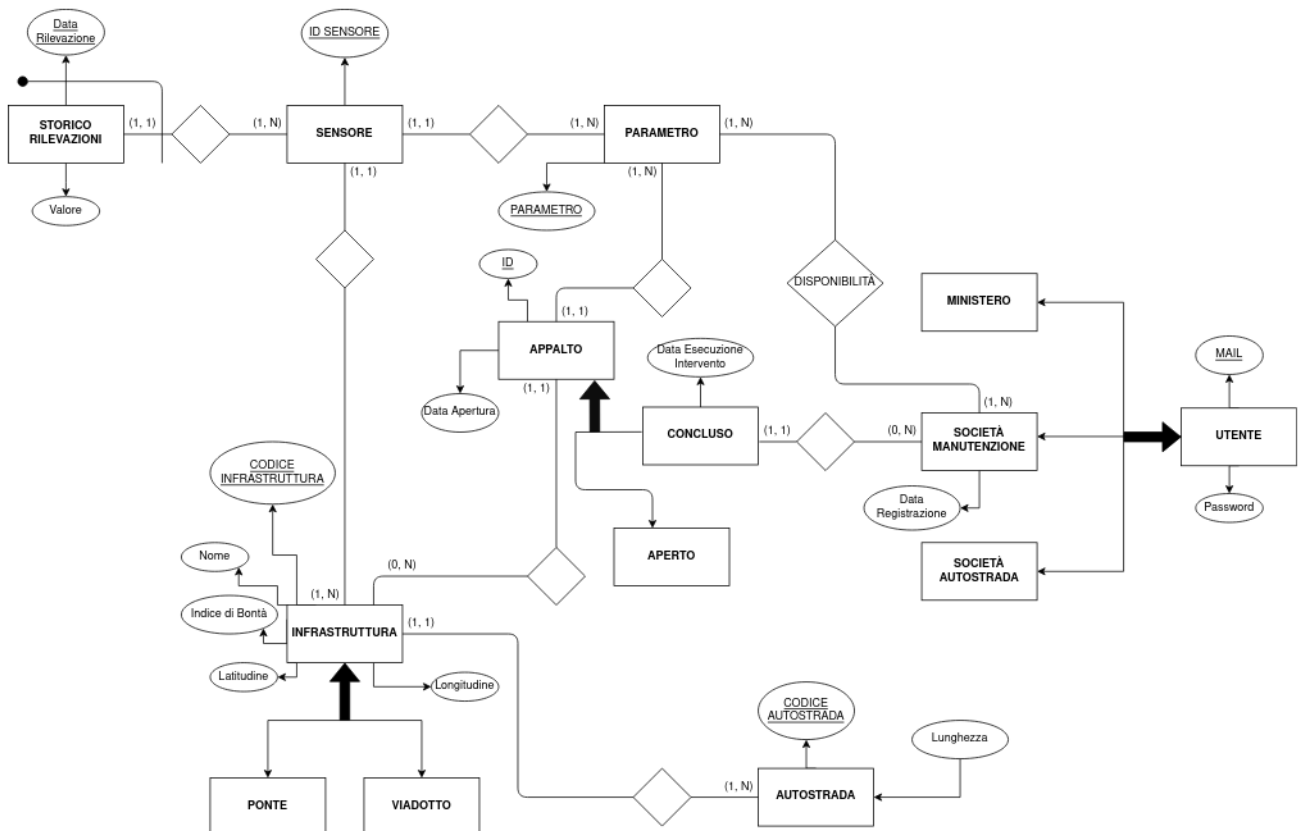 Data
Rilevazione
ID SENSORE
STORICO
RILEVAZIONI
(1, 1)
(1, N)
SENSORE
(1, 1)
(1, N)
PARAMETRO
(1, N)
(1, 1)
(1, N)
Valore
PARAMETRO
ID
DISPONIBILITÀ
MINISTERO
(1, 1)
APPALTO
Data Esecuzione
Intervento
MAIL
(1, 1)
Data Apertura
(1, N)
CONCLUSO
(1, 1)
(0, N)
SOCIETÀ
MANUTENZIONE
UTENTE
CODICE
INFRASTRUTTURA
Data
Registrazione
Password
Nome
APERTO
(0, N)
SOCIETÀ
AUTOSTRADA
(1, N)
Indice di Bontà
INFRASTRUTTURA
(1, 1)
Latitudine
Longitudine
CODICE
AUTOSTRADA
Lunghezza
PONTE
VIADOTTO
(1, N)
AUTOSTRADA